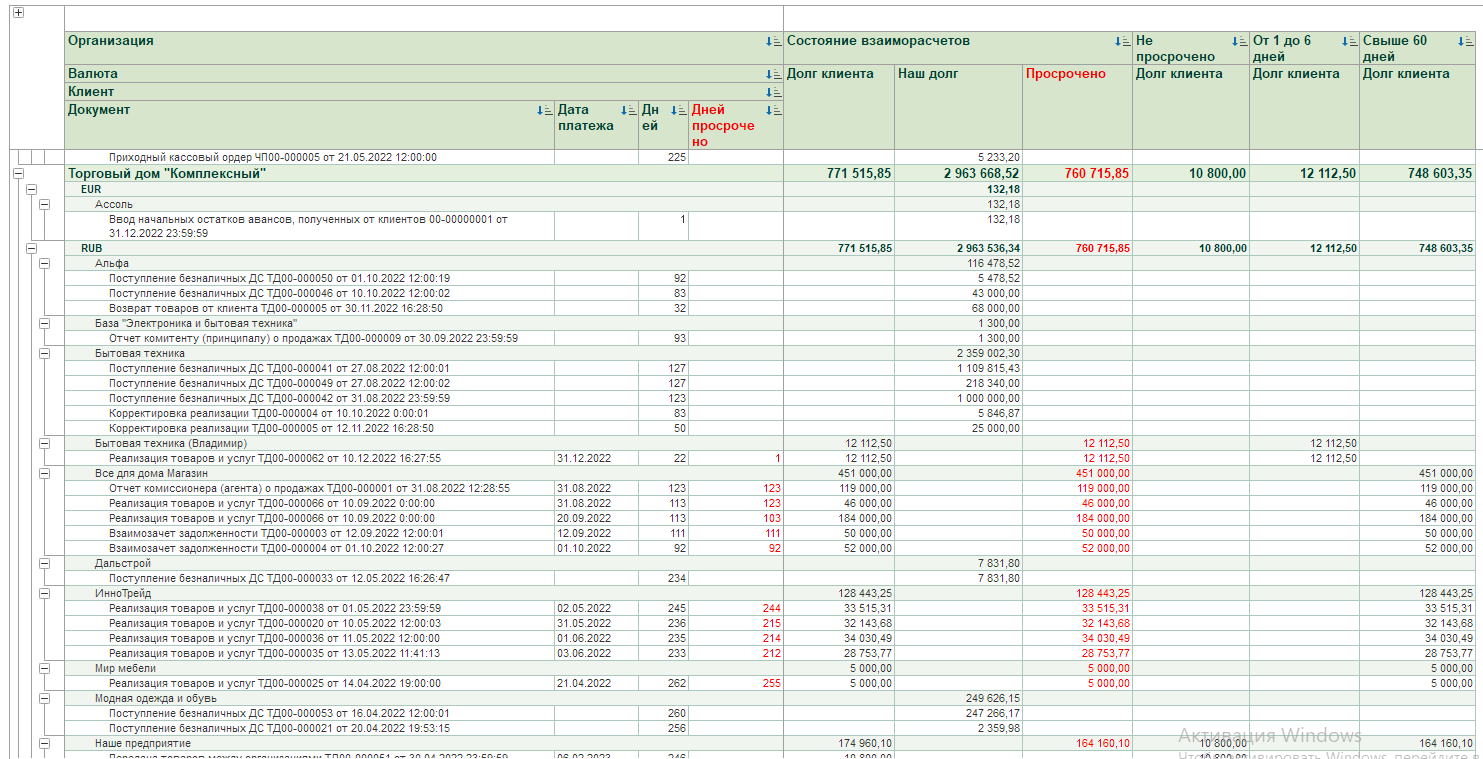 Организация Состояние взаиморасчетов Не просрочено От 1 до 6 дней Свыше 60 дней
Валюта Долг клиента Наш долг Просрочено Долг клиента Долг клиента Долг клиента
Клиент
Документ Дата платежа Дней Дней просрочено
Приходный кассовый ордер ЧП00-000005 от 21.05.2022 12:00:00 225 5 233,20
Торговый дом "Комплексный" 771 515,85 2 963 668,52 760 715,85 10 800,00 12 112,50 748 603,35
EUR 132,18
Ассоль 132,18
Ввод начальных остатков авансов, полученных от клиентов 00-00000001 от 1 132,18
31.12.2022 23:59:59
RUB 771 515,85 2 963 536,34 760 715,85 10 800,00 12 112,50 748 603,35
Альфа 116 478,52
Поступление безналичных ДС ТД00-000050 от 01.10.2022 12:00:19 92 5 478,52
Поступление безналичных ДС ТД00-000046 от 10.10.2022 12:00:02 83 43 000,00
Возврат товаров от клиента ТД00-000005 от 30.11.2022 16:28:50 32 68 000,00
База "Электроника и бытовая техника" 1 300,00
Отчет комитенту (принципалу) о продажах ТД00-000009 от 30.09.2022 23:59:59 93 1 300,00
Бытовая техника 2 359 002,30
Поступление безналичных ДС ТД00-000041 от 27.08.2022 12:00:01 127 1 109 815,43
Поступление безналичных ДС ТД00-000049 от 27.08.2022 12:00:02 127 218 340,00
Поступление безналичных ДС ТД00-000042 от 31.08.2022 23:59:59 123 1 000 000,00
Корректировка реализации ТД00-000004 от 10.10.2022 0:00:01 83 5 846,87
Корректировка реализации ТД00-000005 от 12.11.2022 16:28:50 50 25 000,00
Бытовая техника (Владимир) 12 112,50 12 112,50 12 112,50
Реализация товаров и услуг ТД00-000062 от 10.12.2022 16:27:55 31.12.2022 22 1 12 112,50 12 112,50 12 112,50
Все для дома Магазин 451 000,00 451 000,00 451 000,00
Отчет комиссионера (агента) о продажах ТД00-000001 от 31.08.2022 12:28:55 31.08.2022 123 123 119 000,00 119 000,00 119 000,00
Реализация товаров и услуг ТД00-000066 от 10.09.2022 0:00:00 31.08.2022 113 123 46 000,00 46 000,00 46 000,00
Реализация товаров и услуг ТД00-000066 от 10.09.2022 0:00:00 20.09.2022 113 103 184 000,00 184 000,00 184 000,00
Взаимозачет задолженности ТД00-000003 от 12.09.2022 12:00:01 12.09.2022 111 111 50 000,00 50 000,00 50 000,00
Взаимозачет задолженности ТД00-000004 от 01.10.2022 12:00:27 01.10.2022 92 92 52 000,00 52 000,00 52 000,00
Дальстрой 7 831,80
Поступление безналичных ДС ТД00-000033 от 12.05.2022 16:26:47 234 7 831,80
ИнноТрейд 128 443,25 128 443,25 128 443,25
Реализация товаров и услуг ТД00-000038 от 01.05.2022 23:59:59 02.05.2022 245 244 33 515,31 33 515,31 33 515,31
Реализация товаров и услуг ТД00-000020 от 10.05.2022 12:00:03 31.05.2022 236 215 32 143,68 32 143,68 32 143,68
Реализация товаров и услуг ТД00-000036 от 11.05.2022 12:00:00 01.06.2022 235 214 34 030,49 34 030,49 34 030,49
Реализация товаров и услуг ТД00-000035 от 13.05.2022 11:41:13 03.06.2022 233 212 28 753,77 28 753,77 28 753,77
Мир мебели 5 000,00 5 000,00 5 000,00
Реализация товаров и услуг ТД00-000025 от 14.04.2022 19:00:00 21.04.2022 262 255 5 000,00 5 000,00 5 000,00
Модная одежда и обувь 249 626,15
Поступление безналичных ДС ТД00-000053 от 16.04.2022 12:00:01 260 247 266,17
Поступление безналичных ДС ТД00-000021 от 20.04.2022 19:53:15 256 2 359,98
Наше предприятие 174 960,10 164 160,10 10 800,00 164 160,10
Активация Windows